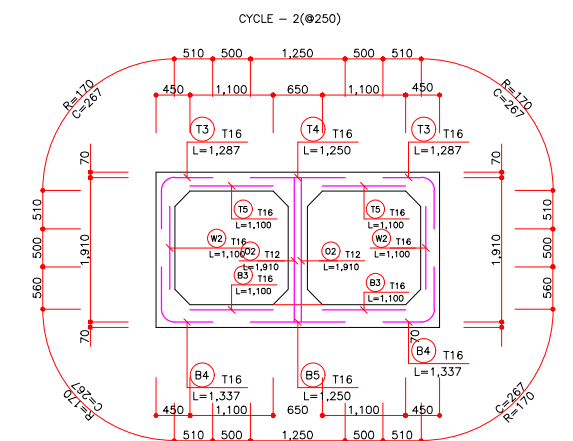 CYCLE - 2(@250)
510 500 1,250 500 510
450 1,100 650 1,100 450
R=170
C=267
R=170
C=267
T3 T16
L=1,287
T4 T16
L=1,250
T3 T16
L=1,287
70
70
T5 T16
L=1,100
T5 T16
L=1,100
510
500
560
1,910
W2 T16
L=1,100
O2 T12
L=1,910
O2 T12
L=1,910
W2 T16
L=1,100
1,910
510
500
560
B3 T16
L=1,100
B3 T16
L=1,100
70
70
70
B4 T16
L=1,337
B5 T16
L=1,250
B4 T16
L=1,337
C=267
R=170
C=267
R=170
450 1,100 650 1,100 450
510 500 1,250 500 510